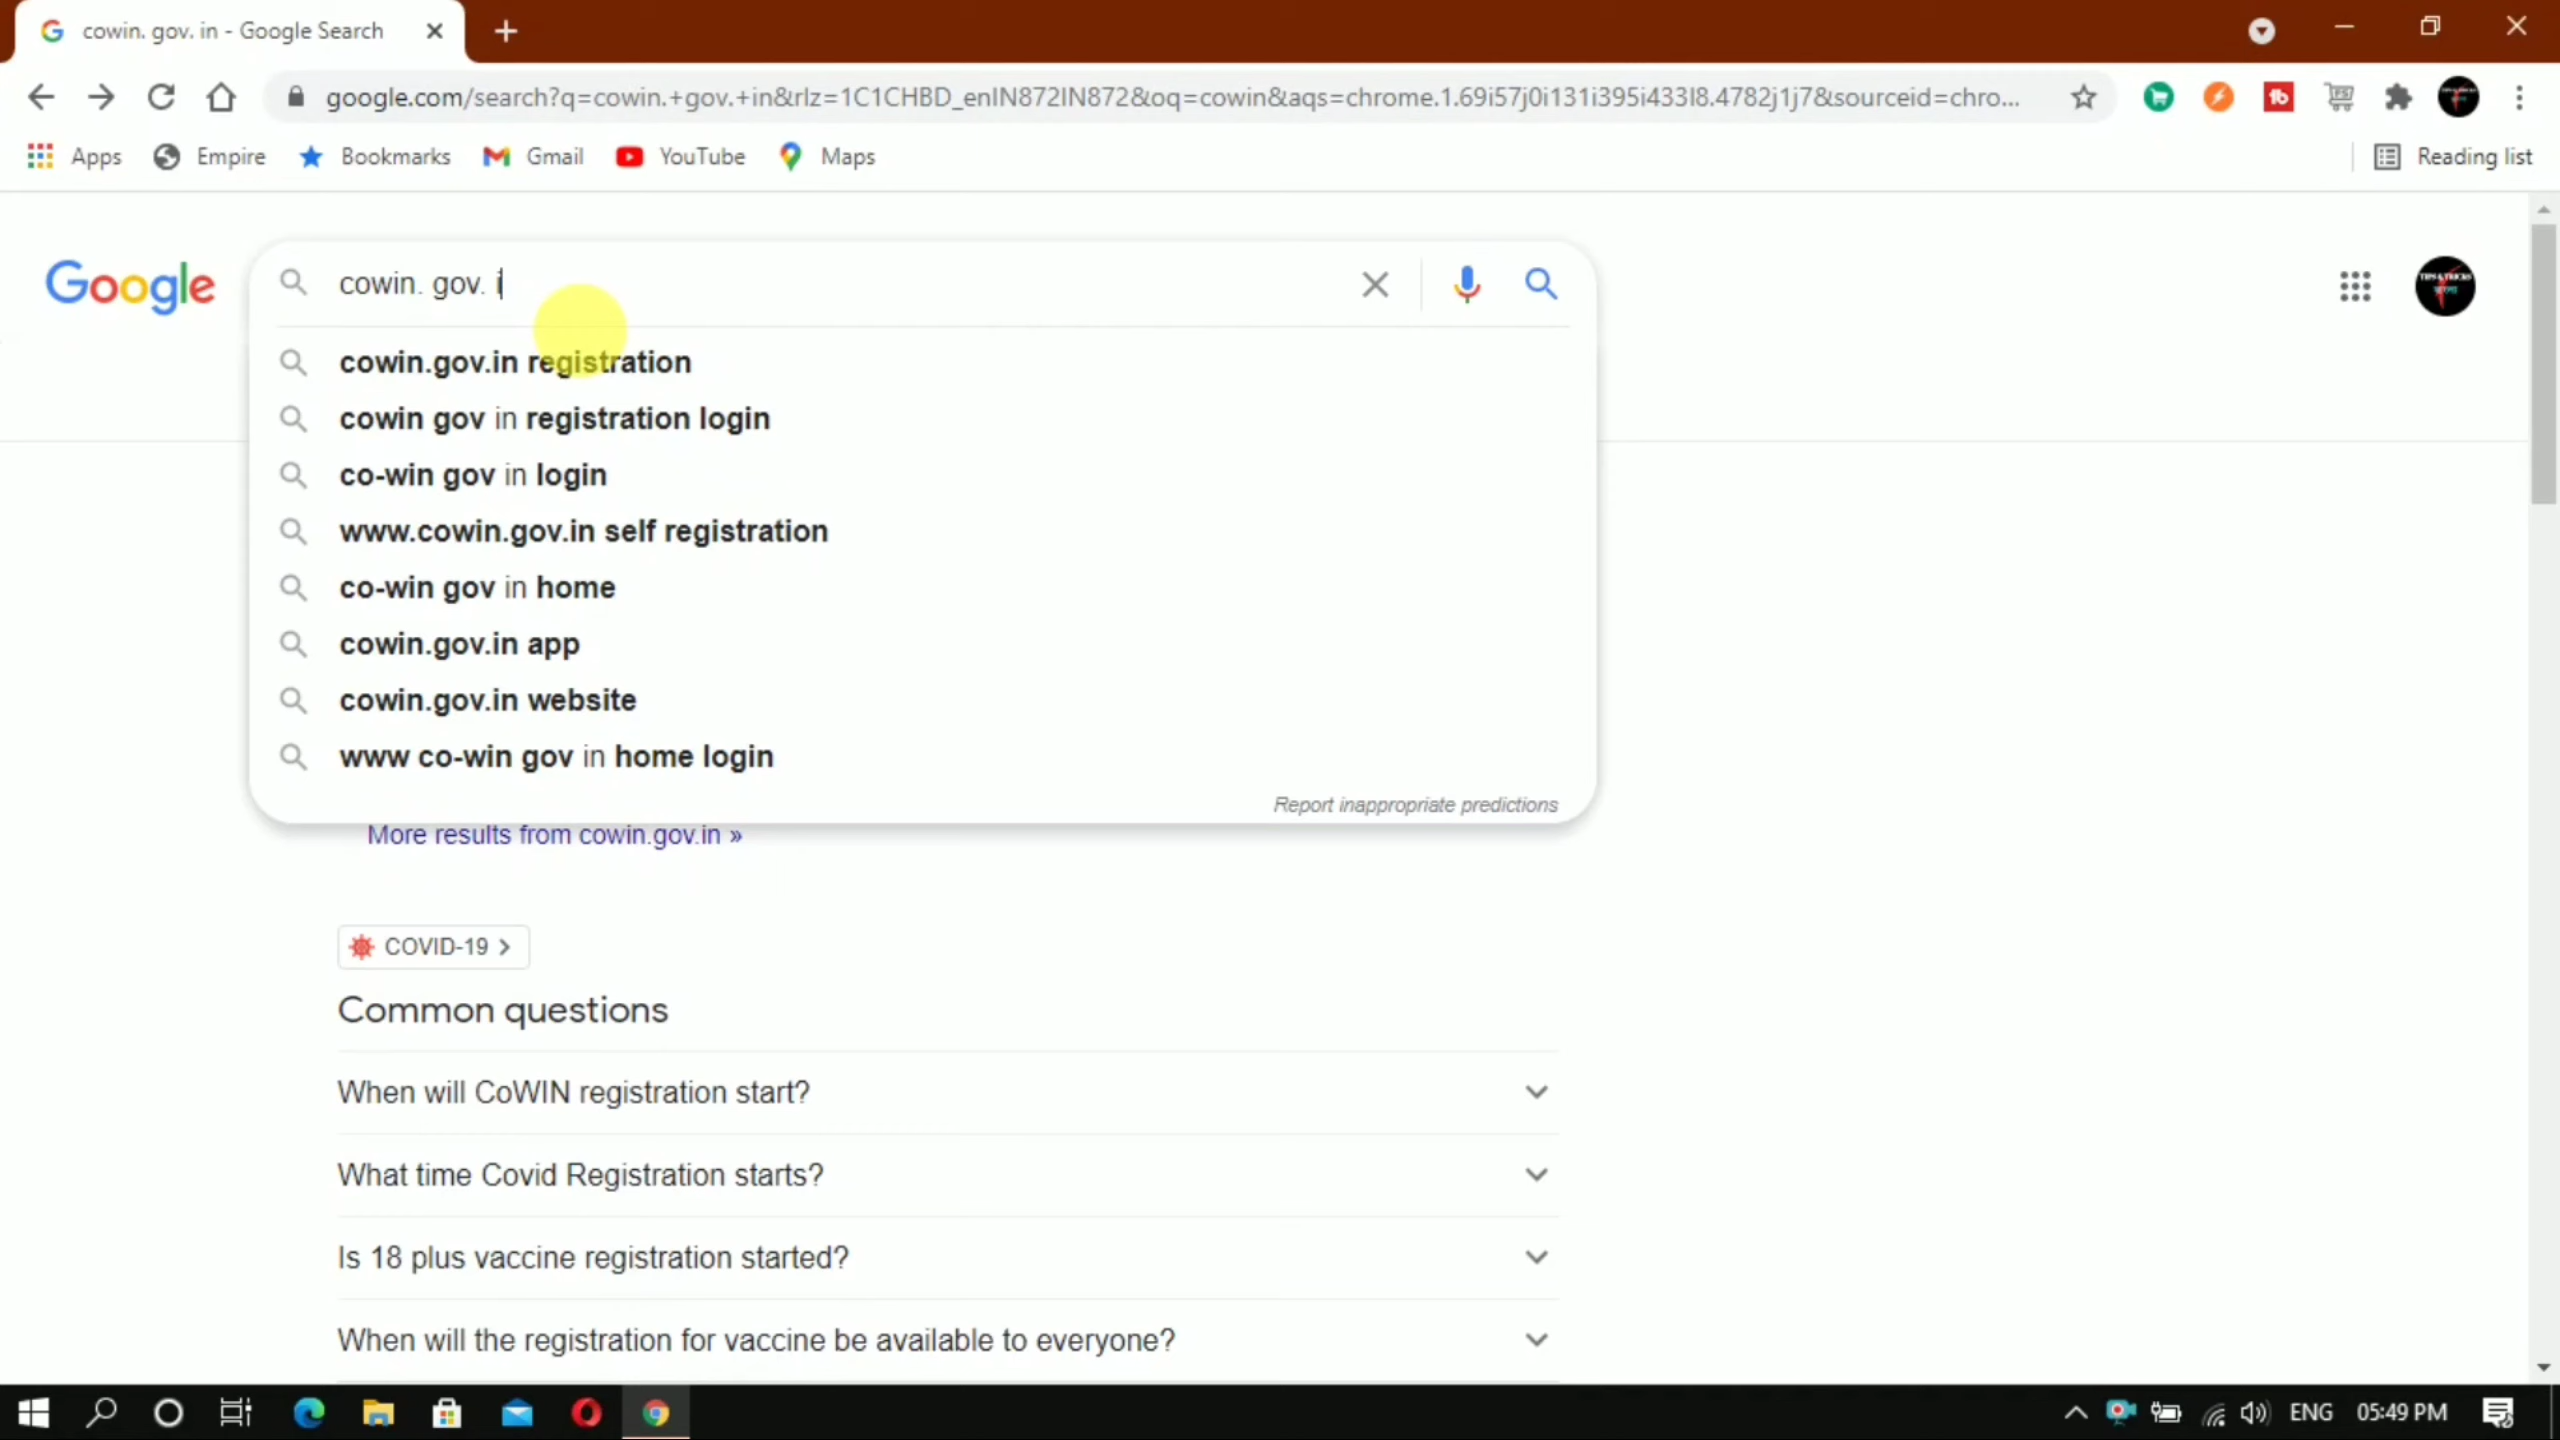 cowin. gov. in - Google Search
google.com/search?q=cowin.+gov.+in&rlz=1C1CHBD_enIN872IN872&oq=cowin&aqs=chrome.1.69i57j0i131i395i433l8.4782j1j7&sourceid=chro...
Apps Empire Bookmarks Gmail YouTube Maps Reading list
Google cowin. gov. i
cowin.gov.in registration
cowin gov in registration login
co-win gov in login
www.cowin.gov.in self registration
co-win gov in home
cowin.gov.in app
cowin.gov.in website
www co-win gov in home login
Report inappropriate predictions
More results from cowin.gov.in »
COVID-19
Common questions
When will CoWIN registration start?
What time Covid Registration starts?
Is 18 plus vaccine registration started?
When will the registration for vaccine be available to everyone?
ENG 05:49 PM